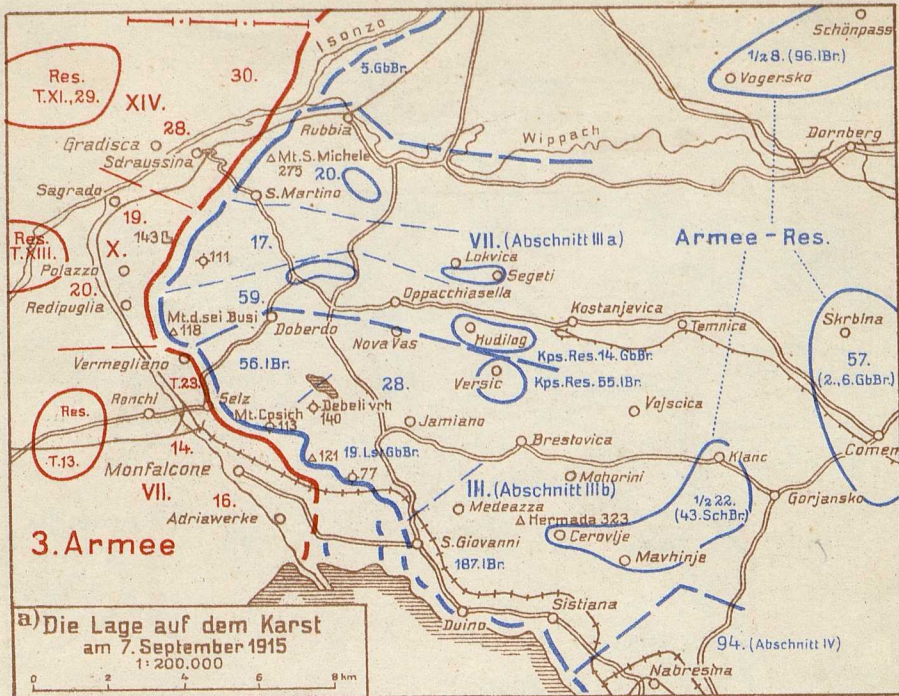 Isonzo
Schönpass
½8. (96.IBr.)
Vogersko
Res.
T.XI.,29.
30.
5.GbBr.
XIV.
28.
Gradisca
Sdraussina
Rubbia
Wippach
Dornberg
Mt.S.Michele
275
20.
Sagrado
S.Martino
19.
143
Res.
T.XIII.
X.
17.
111
VII. (Abschnitt IIIa)
Armee-Res.
Lokvica
Segeti
Polazzo
20.
Redipuglia
59.
Oppacchiasella
Kostanjevica
Mt.d.sei Busi
118
Doberdo
Nova Vas
Hudilog
Temnica
Skrbina
Kps.Res.14.GbBr.
57.
(2.,6.GbBr.)
Vermegliano
56.IBr.
28.
Versic
Kps.Res.55.IBr.
T.29.
Selz
Ronchi
Debeli vrh
140
Vojscica
Res.
T.13.
Mt.Cosich
113
Jamiano
14.
Brestovica
Comen
121
19.LstGbBr.
Klanc
Monfalcone
VII.
77
III. (Abschnitt IIIb)
Mohorini
½22.
(43.SchBr.)
Gorjansko
16.
Medeazza
Hermada 323
Adriawerke
3.Armee
S.Giovanni
Cerovlje
Mavhinje
187.IBr.
Sistiana
Duino
94. (Abschnitt IV)
Nabresina
a) Die Lage auf dem Karst
am 7. September 1915
1:200.000
0 2 4 6 8 km